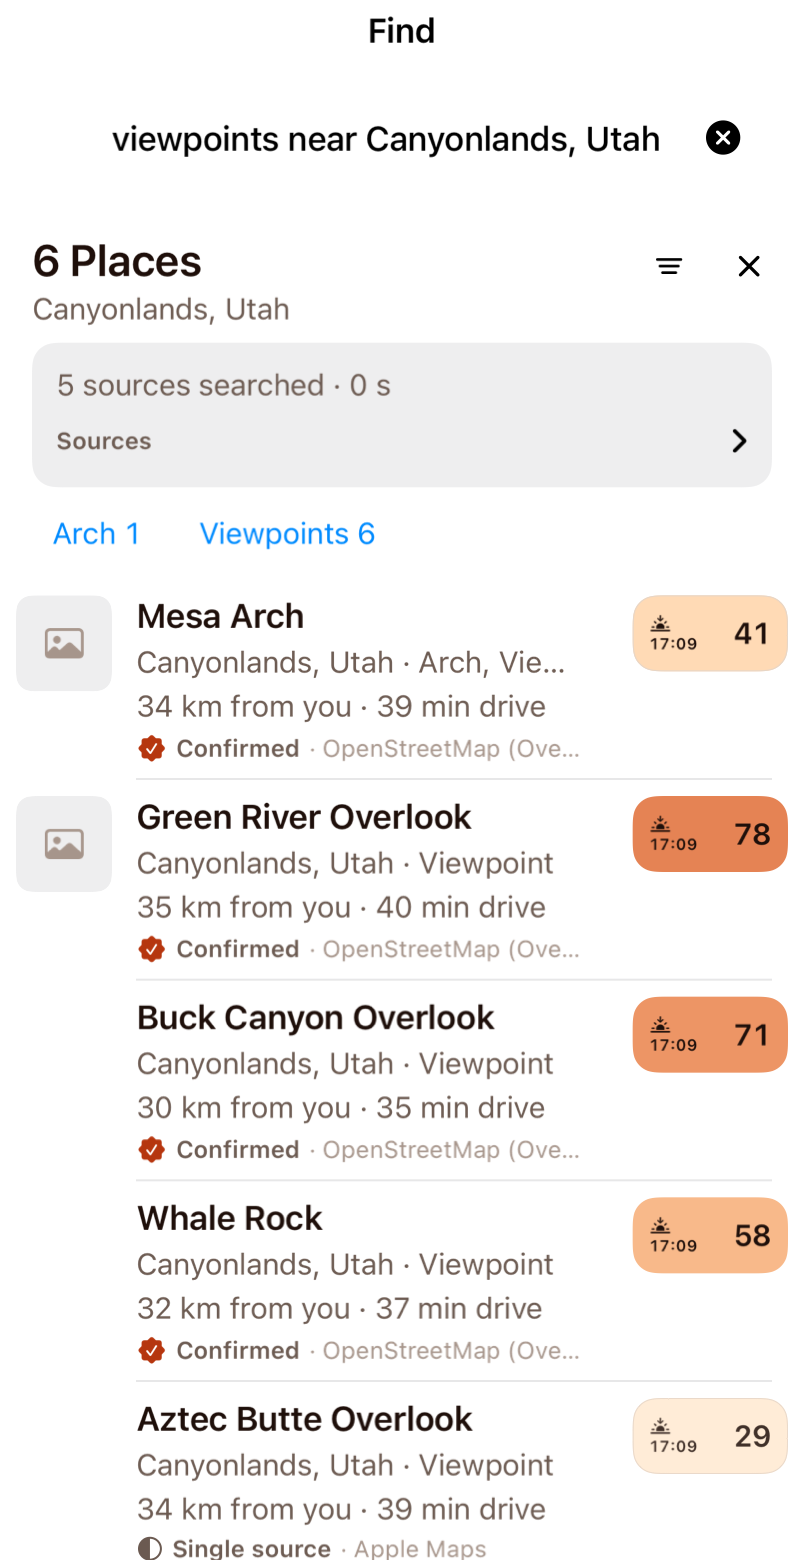 Find
viewpoints near Canyonlands, Utah
6 Places
Canyonlands, Utah
5 sources searched · 0 s
Sources
Arch 1 Viewpoints 6
Mesa Arch
Canyonlands, Utah · Arch, Vie...
34 km from you · 39 min drive
Confirmed · OpenStreetMap (Ove...
17:09 41
Green River Overlook
Canyonlands, Utah · Viewpoint
35 km from you · 40 min drive
Confirmed · OpenStreetMap (Ove...
17:09 78
Buck Canyon Overlook
Canyonlands, Utah · Viewpoint
30 km from you · 35 min drive
Confirmed · OpenStreetMap (Ove...
17:09 71
Whale Rock
Canyonlands, Utah · Viewpoint
32 km from you · 37 min drive
Confirmed · OpenStreetMap (Ove...
17:09 58
Aztec Butte Overlook
Canyonlands, Utah · Viewpoint
34 km from you · 39 min drive
Single source · Apple Maps
17:09 29